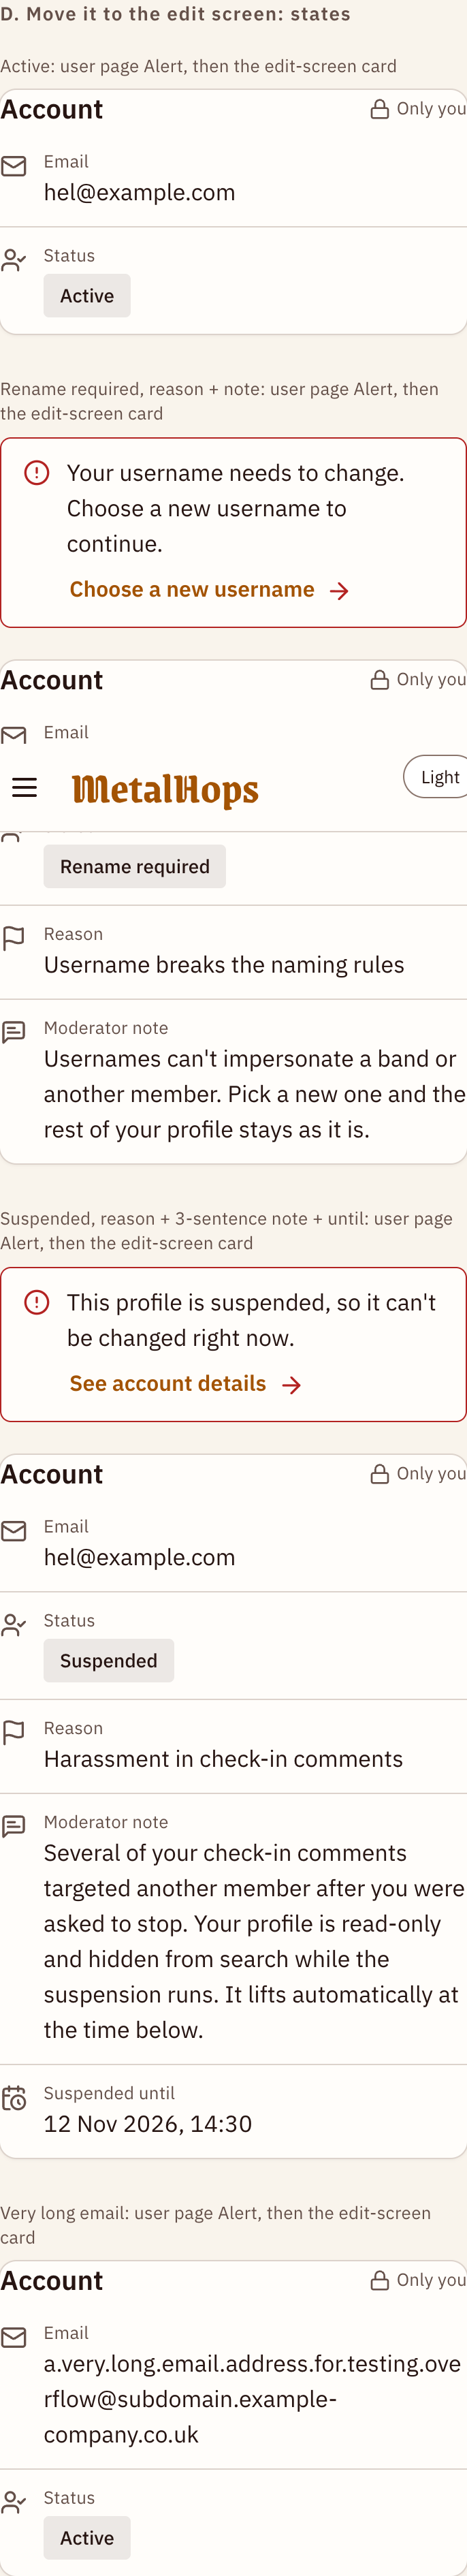 D. Move it to the edit screen: states
Active: user page Alert, then the edit-screen card
Account
Only you
Email
hel@example.com
Status
Active
Rename required, reason + note: user page Alert, then
the edit-screen card
Your username needs to change.
Choose a new username to
continue.
Choose a new username
Account
Only you
Email
MetalHops
Light
Rename required
Reason
Username breaks the naming rules
Moderator note
Usernames can't impersonate a band or
another member. Pick a new one and the
rest of your profile stays as it is.
Suspended, reason + 3-sentence note + until: user page
Alert, then the edit-screen card
This profile is suspended, so it can't
be changed right now.
See account details
Account
Only you
Email
hel@example.com
Status
Suspended
Reason
Harassment in check-in comments
Moderator note
Several of your check-in comments
targeted another member after you were
asked to stop. Your profile is read-only
and hidden from search while the
suspension runs. It lifts automatically at
the time below.
Suspended until
12 Nov 2026, 14:30
Very long email: user page Alert, then the edit-screen
card
Account
Only you
Email
a.very.long.email.address.for.testing.ove
rflow@subdomain.example-
company.co.uk
Status
Active